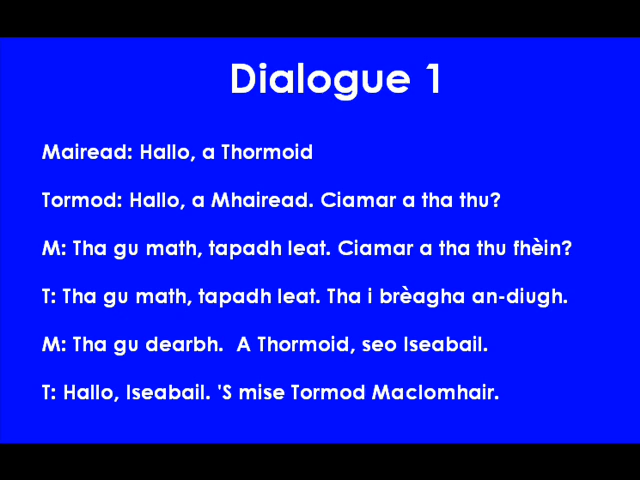 Dialogue 1
Mairead: Hallo, a Thormoid
Tormod: Hallo, a Mhairead. Ciamar a tha thu?
M: Tha gu math, tapadh leat. Ciamar a tha thu fhèin?
T: Tha gu math, tapadh leat. Tha i brèagha an-diugh.
M: Tha gu dearbh.  A Thormoid, seo Iseabail.
T: Hallo, Iseabail. 'S mise Tormod MacIomhair.